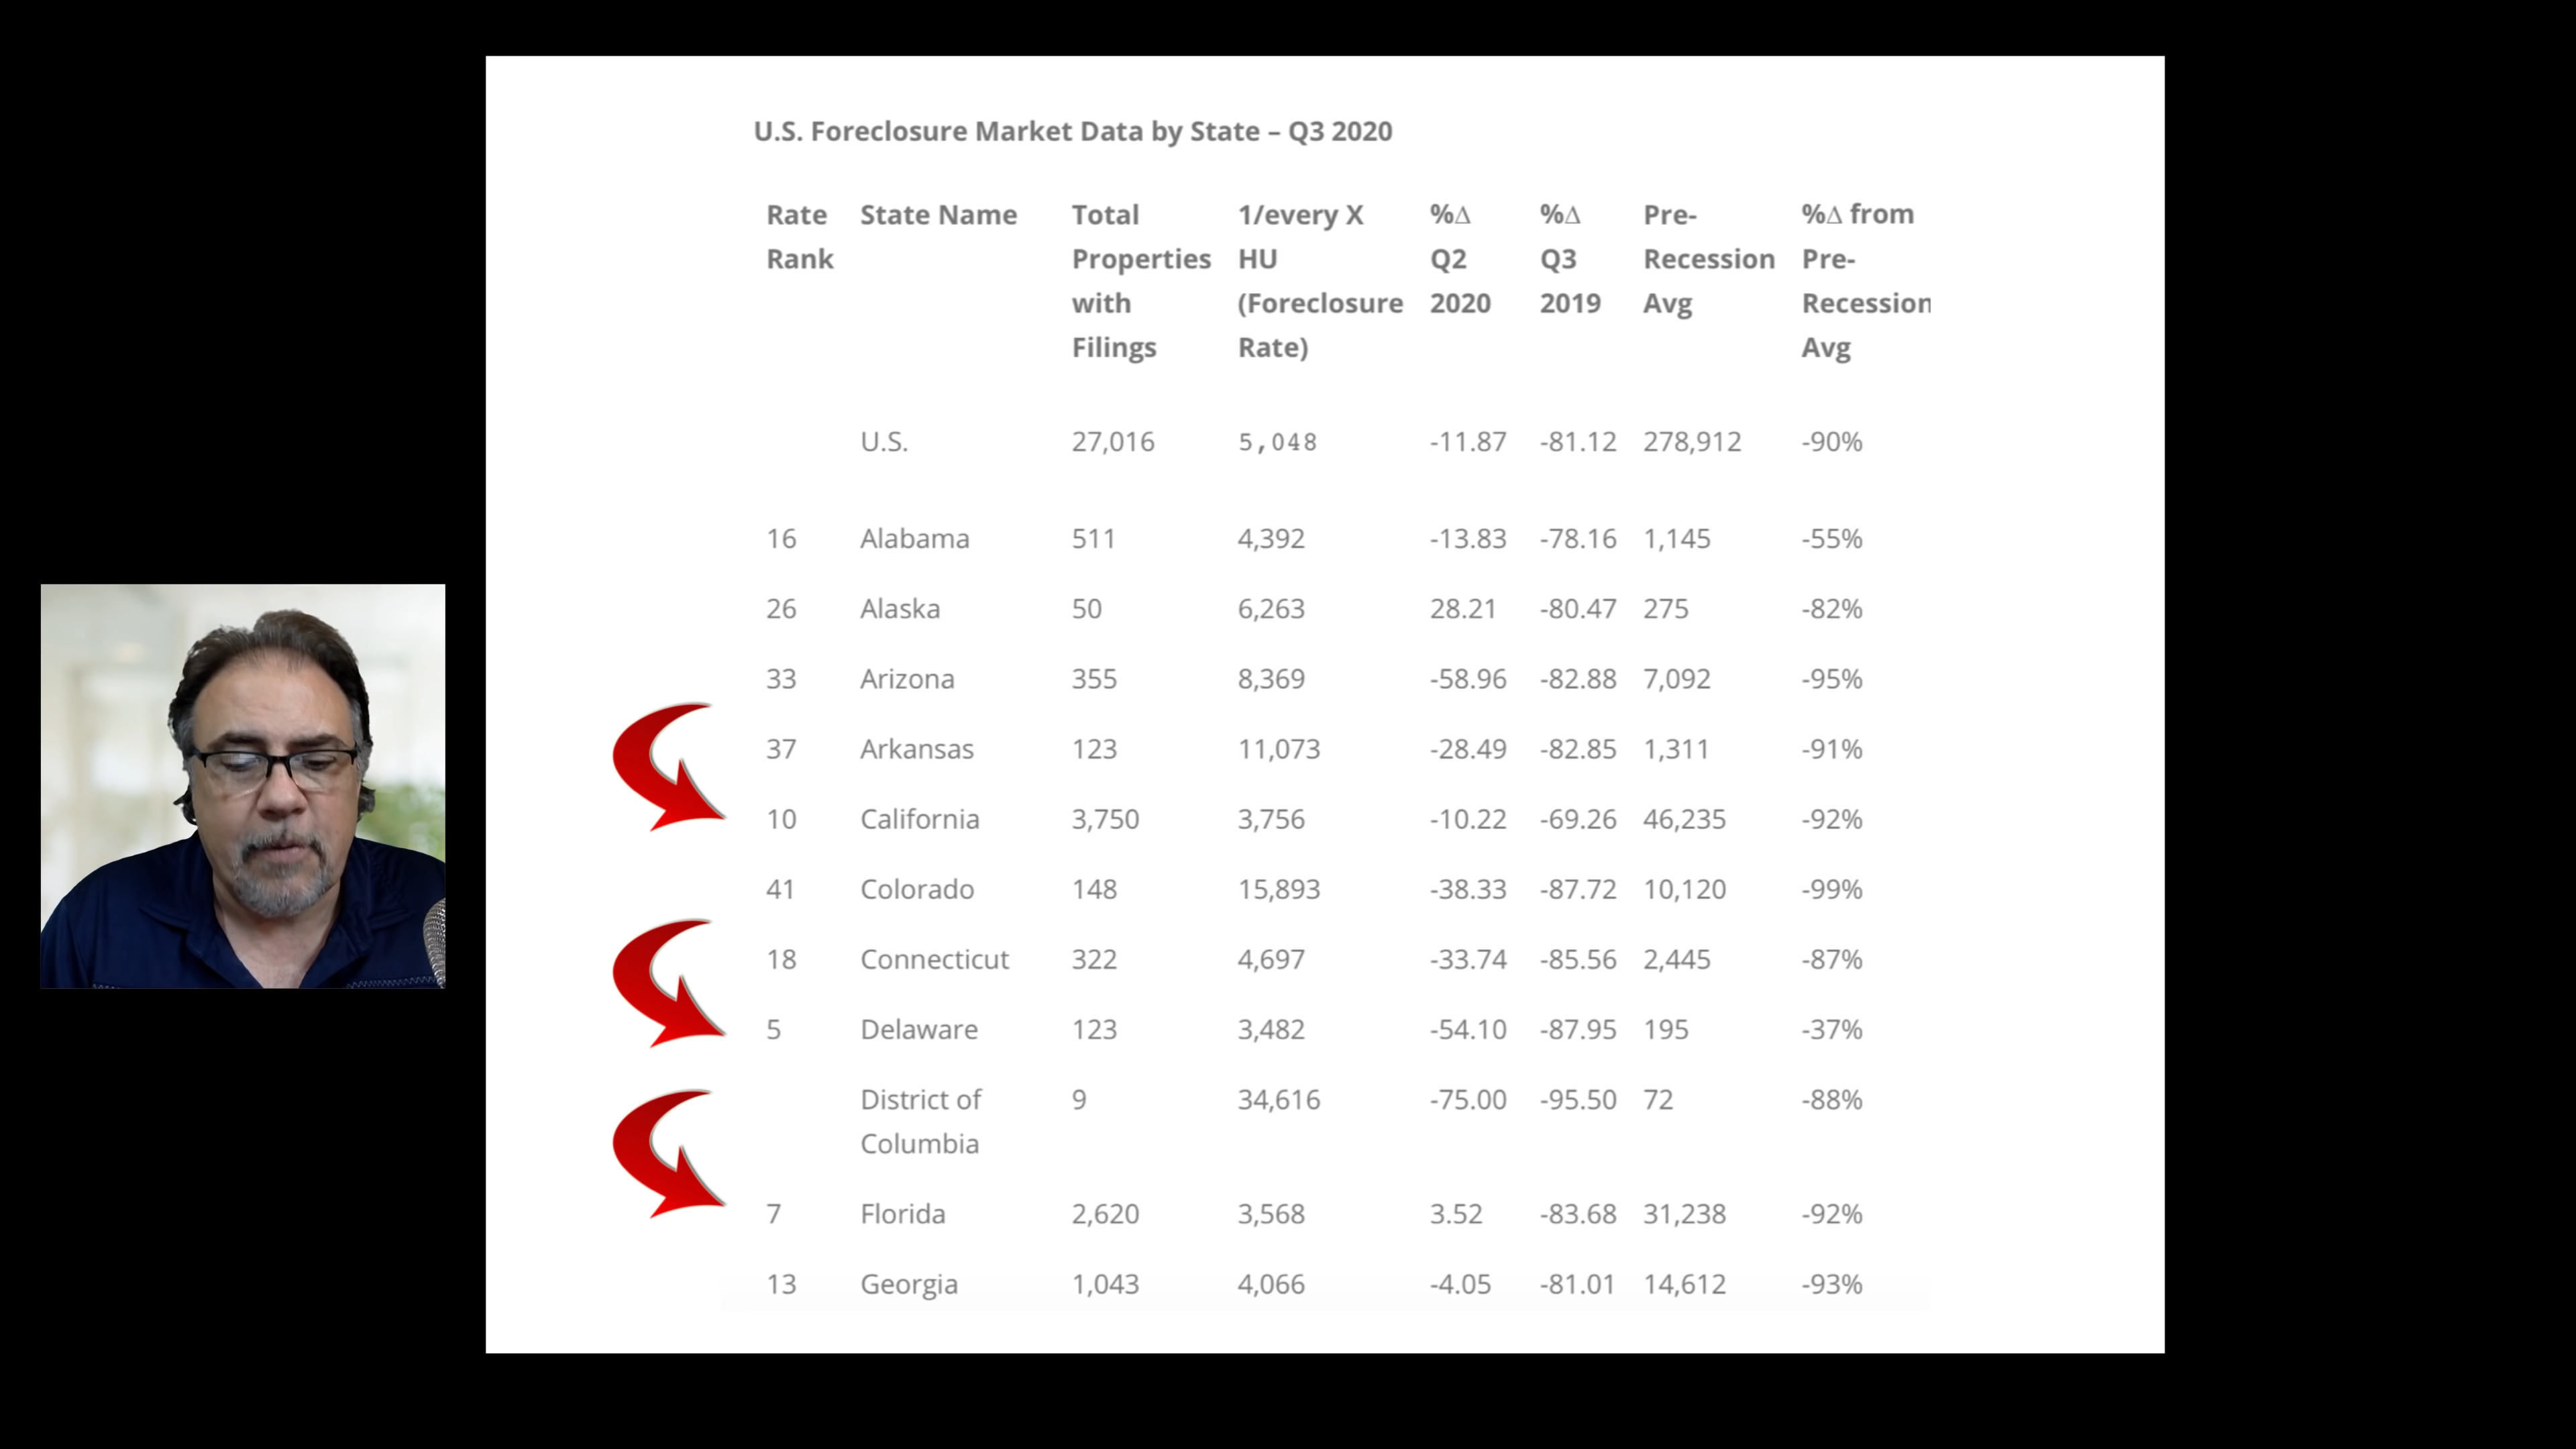 U.S. Foreclosure Market Data by State – Q3 2020
Rate Rank State Name Total Properties with Filings 1/every X HU (Foreclosure Rate) %Δ Q2 2020 %Δ Q3 2019 Pre-Recession Avg %Δ from Pre-Recession Avg
U.S. 27,016 5,048 -11.87 -81.12 278,912 -90%
16 Alabama 511 4,392 -13.83 -78.16 1,145 -55%
26 Alaska 50 6,263 28.21 -80.47 275 -82%
33 Arizona 355 8,369 -58.96 -82.88 7,092 -95%
37 Arkansas 123 11,073 -28.49 -82.85 1,311 -91%
10 California 3,750 3,756 -10.22 -69.26 46,235 -92%
41 Colorado 148 15,893 -38.33 -87.72 10,120 -99%
18 Connecticut 322 4,697 -33.74 -85.56 2,445 -87%
5 Delaware 123 3,482 -54.10 -87.95 195 -37%
District of Columbia 9 34,616 -75.00 -95.50 72 -88%
7 Florida 2,620 3,568 3.52 -83.68 31,238 -92%
13 Georgia 1,043 4,066 -4.05 -81.01 14,612 -93%